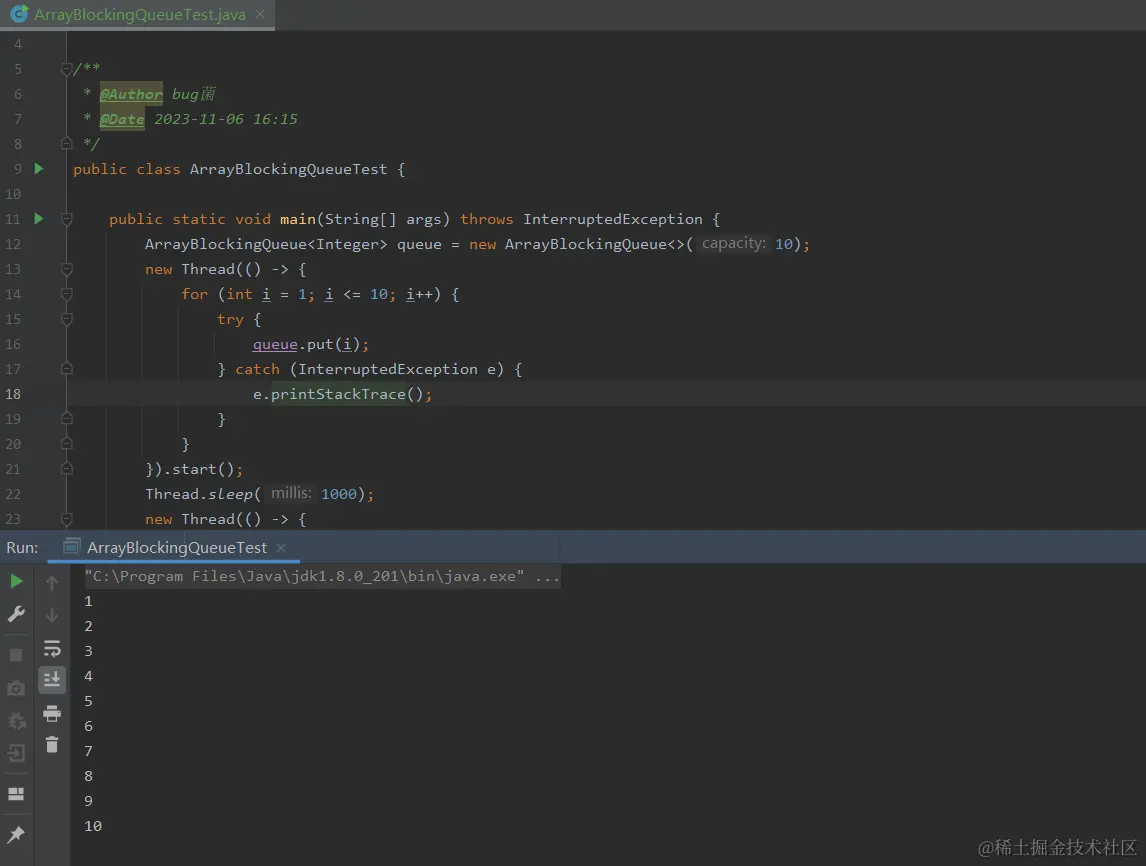 ArrayBlockingQueueTest.java
4
5 /**
6 * @Author bug菌
7 * @Date 2023-11-06 16:15
8 */
9 public class ArrayBlockingQueueTest {
10
11 public static void main(String[] args) throws InterruptedException {
12 ArrayBlockingQueue<Integer> queue = new ArrayBlockingQueue<>( capacity: 10);
13 new Thread(() -> {
14 for (int i = 1; i <= 10; i++) {
15 try {
16 queue.put(i);
17 } catch (InterruptedException e) {
18 e.printStackTrace();
19 }
20 }
21 }).start();
22 Thread.sleep( millis: 1000);
23 new Thread(() -> {
Run: ArrayBlockingQueueTest
"C:\Program Files\Java\jdk1.8.0_201\bin\java.exe" ...
1
2
3
4
5
6
7
8
9
10
@稀土掘金技术社区